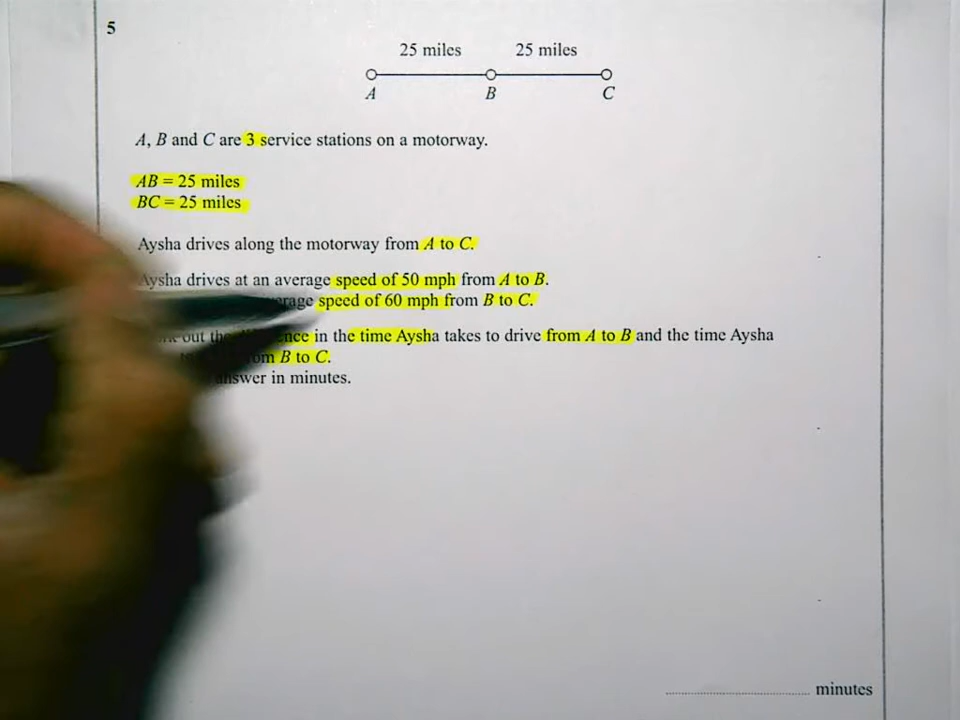 5
25 miles 25 miles
A B C
A, B and C are 3 service stations on a motorway.
AB = 25 miles
BC = 25 miles
Aysha drives along the motorway from A to C.
Aysha drives at an average speed of 50 mph from A to B.
speed of 60 mph from B to C.
out the in the time Aysha takes to drive from A to B and the time Aysha
B to C.
answer in minutes.
minutes